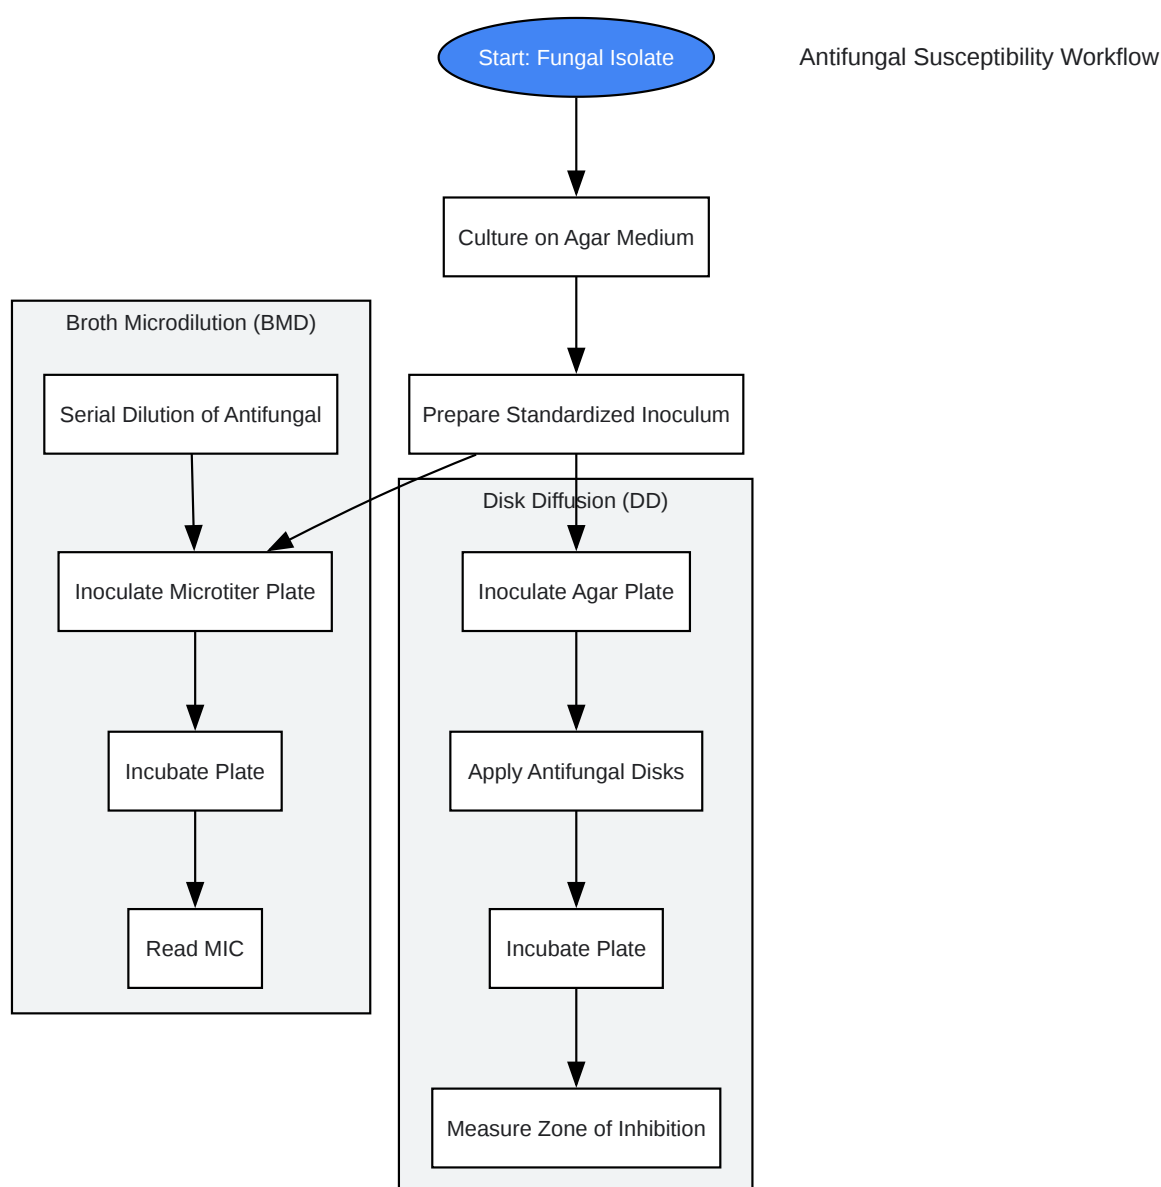 Start: Fungal Isolate
Antifungal Susceptibility Workflow
Culture on Agar Medium
Broth Microdilution (BMD)
Serial Dilution of Antifungal
Prepare Standardized Inoculum
Disk Diffusion (DD)
Inoculate Microtiter Plate
Inoculate Agar Plate
Incubate Plate
Apply Antifungal Disks
Read MIC
Incubate Plate
Measure Zone of Inhibition